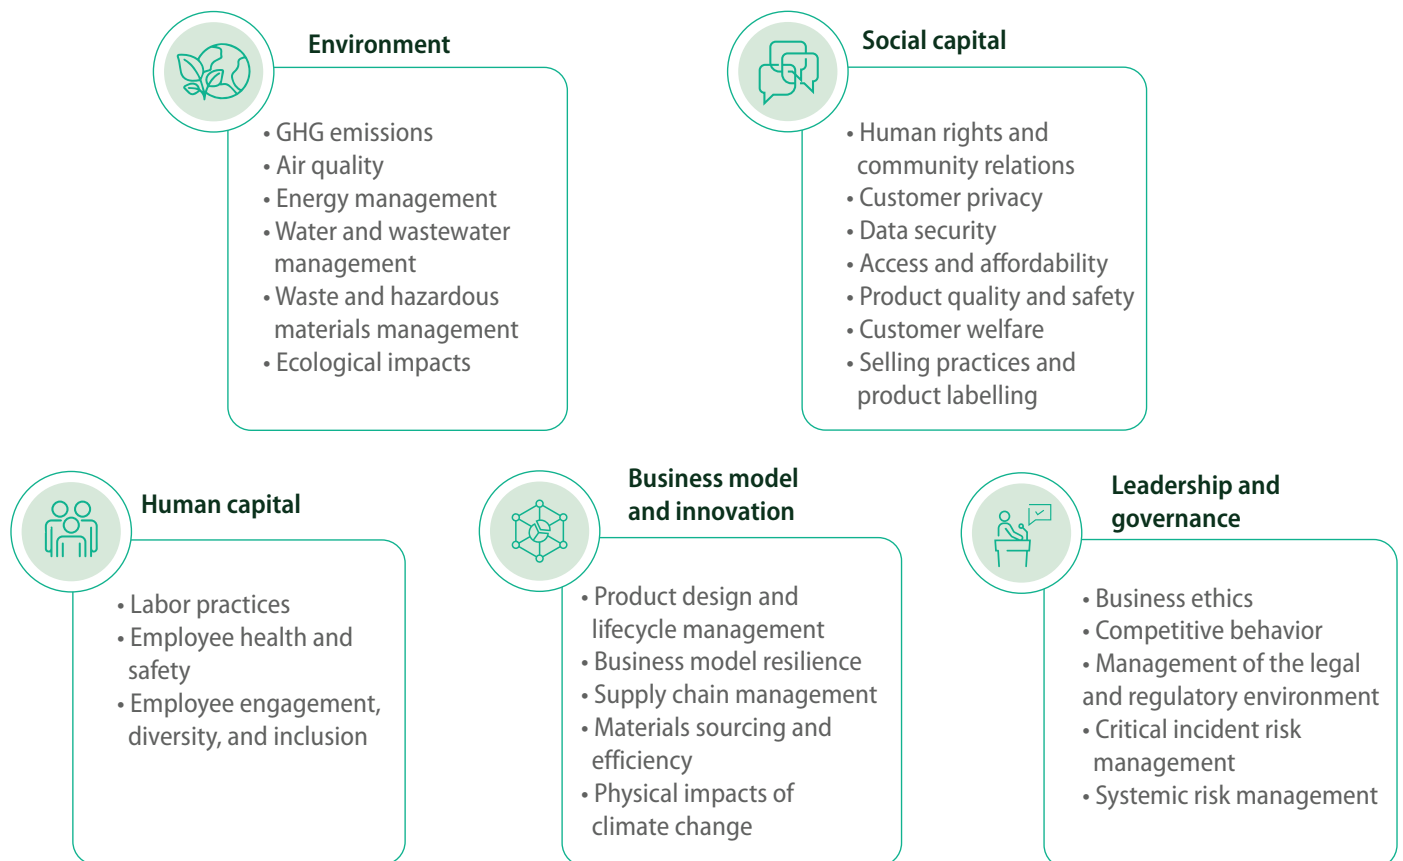 Environment
• GHG emissions
• Air quality
• Energy management
• Water and wastewater
management
• Waste and hazardous
materials management
• Ecological impacts
Social capital
• Human rights and
community relations
• Customer privacy
• Data security
• Access and affordability
• Product quality and safety
• Customer welfare
• Selling practices and
product labelling
Human capital
• Labor practices
• Employee health and
safety
• Employee engagement,
diversity, and inclusion
Business model
and innovation
• Product design and
lifecycle management
• Business model resilience
• Supply chain management
• Materials sourcing and
efficiency
• Physical impacts of
climate change
Leadership and
governance
• Business ethics
• Competitive behavior
• Management of the legal
and regulatory environment
• Critical incident risk
management
• Systemic risk management